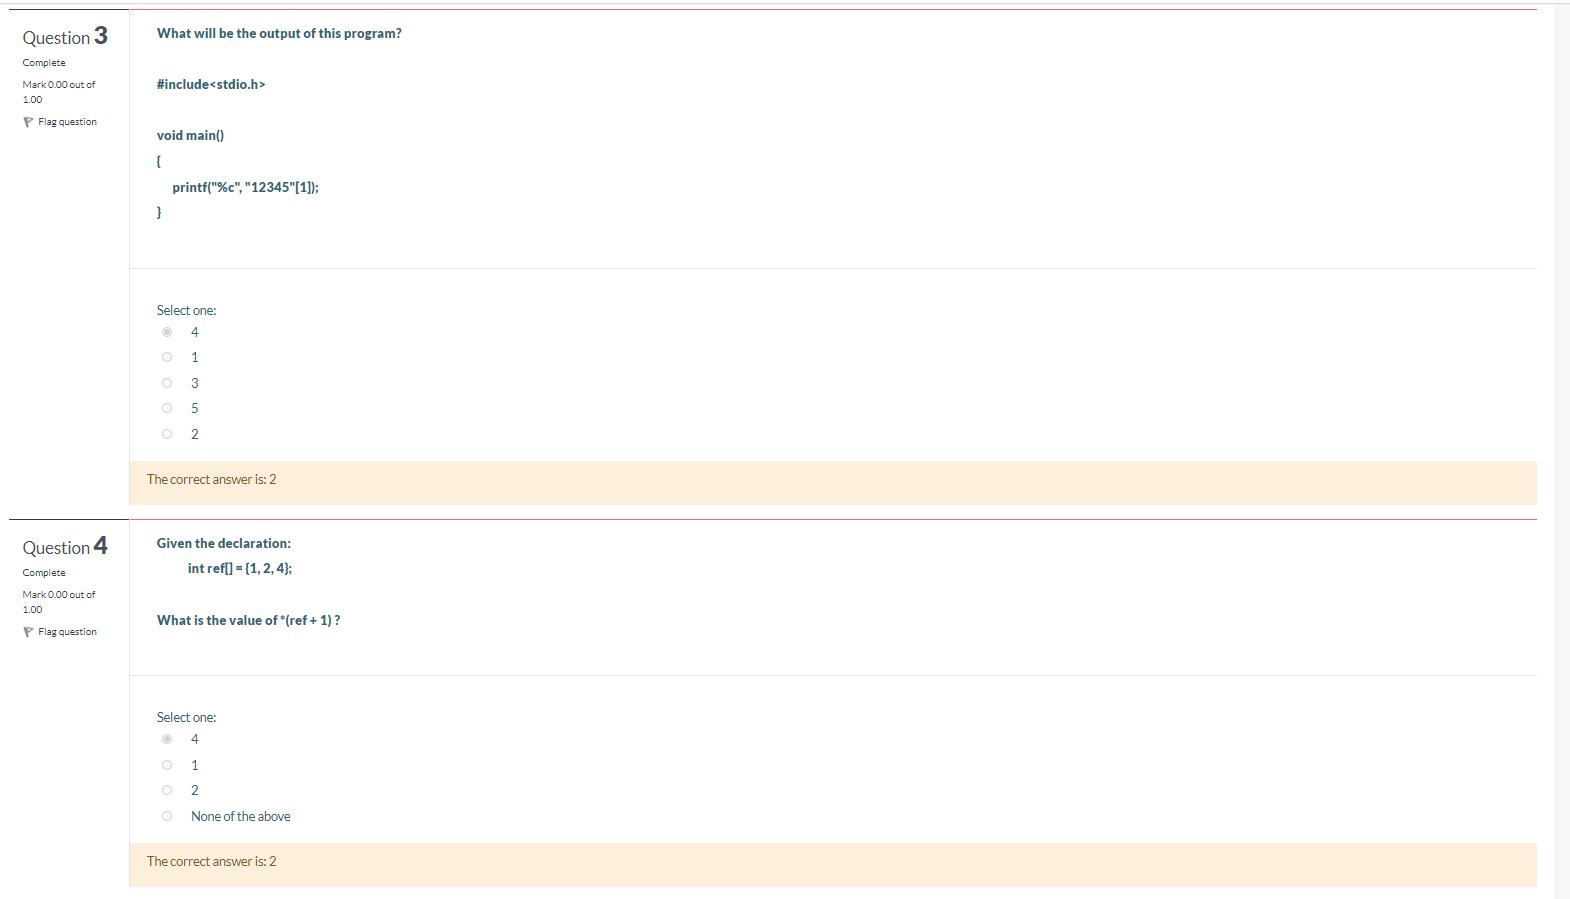 Question 3
Complete
Mark 0.00 out of
1.00
Flag question
What will be the output of this program?
#include<stdio.h>
void main()
{
printf("%c", "12345"[1]);
}
Select one:
4
1
3
5
2
The correct answer is: 2
Question 4
Complete
Mark 0.00 out of
1.00
Flag question
Given the declaration:
int ref[] = {1, 2, 4};
What is the value of *(ref + 1) ?
Select one:
4
1
2
None of the above
The correct answer is: 2